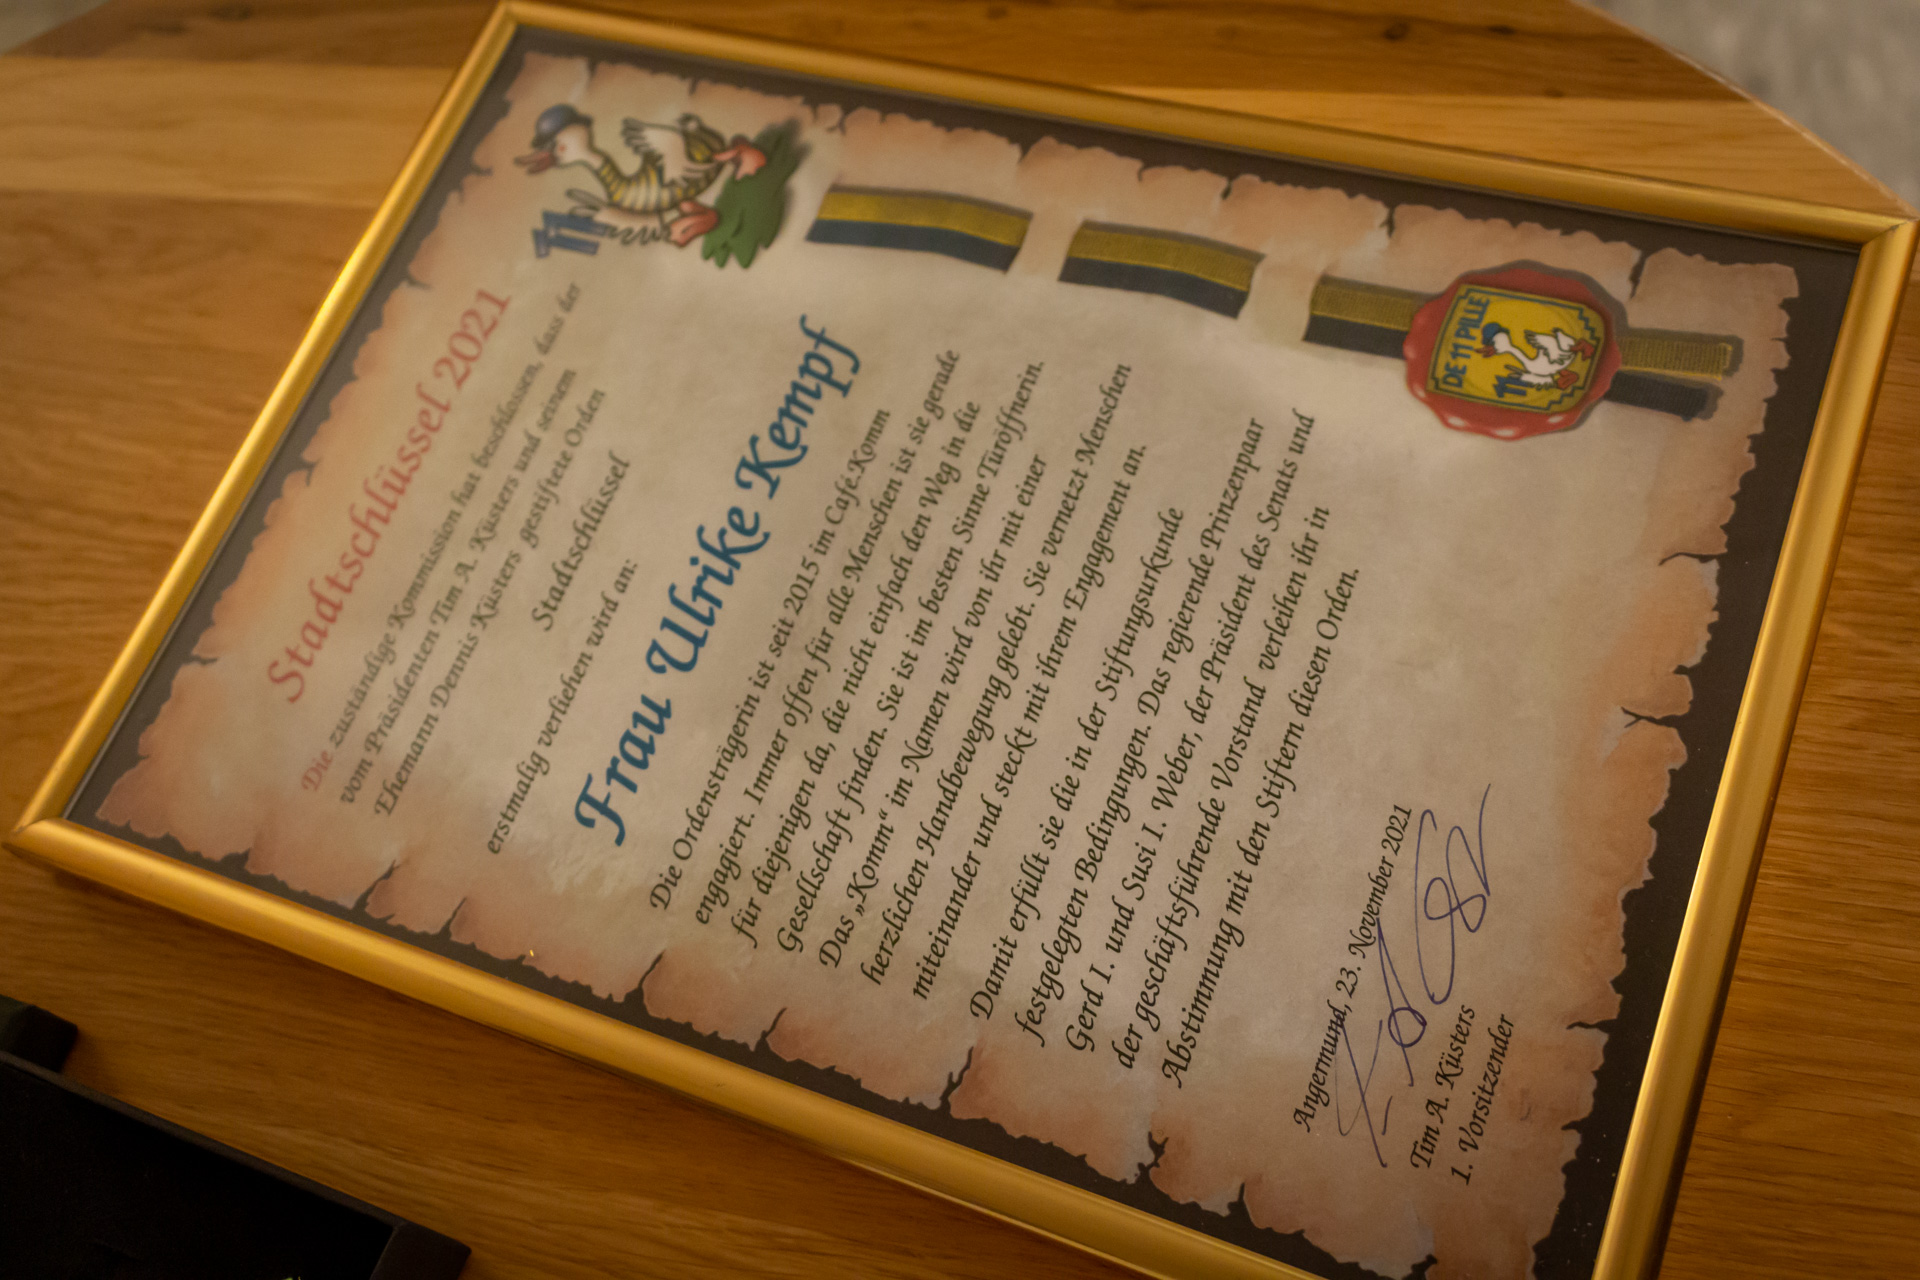 11
Stadtschlüssel 2021
Die zuständige Kommission hat beschlossen, dass der
vom Präsidenten Tim A. Küsters und seinem
Ehemann Dennis Küsters gestiftete Orden
Stadtschlüssel
erstmalig verliehen wird an:
Frau Ulrike Kempf
Die Ordensträgerin ist seit 2015 im Café Komm
engagiert. Immer offen für alle Menschen ist sie gerade
für diejenigen da, die nicht einfach den Weg in die
Gesellschaft finden. Sie ist in besten Sinne Türöffnerin.
Das „Komm“ im Namen wird von ihr mit einer
herzlichen Handbewegung gelebt. Sie vernetzt Menschen
miteinander und steckt mit ihrem Engagement an.
Damit erfüllt sie die in der Stiftungsurkunde
festgelegten Bedingungen. Das regierende Prinzenpaar
Gerd I. und Susi I. Weber, der Präsident des Senats und
der geschäftsführende Vorstand verleihen ihr in
Abstimmung mit den Stiftern diesen Orden.
DE 11 PILLE
11
Angermund, 23. November 2021
Tim A. Küsters
1. Vorsitzender